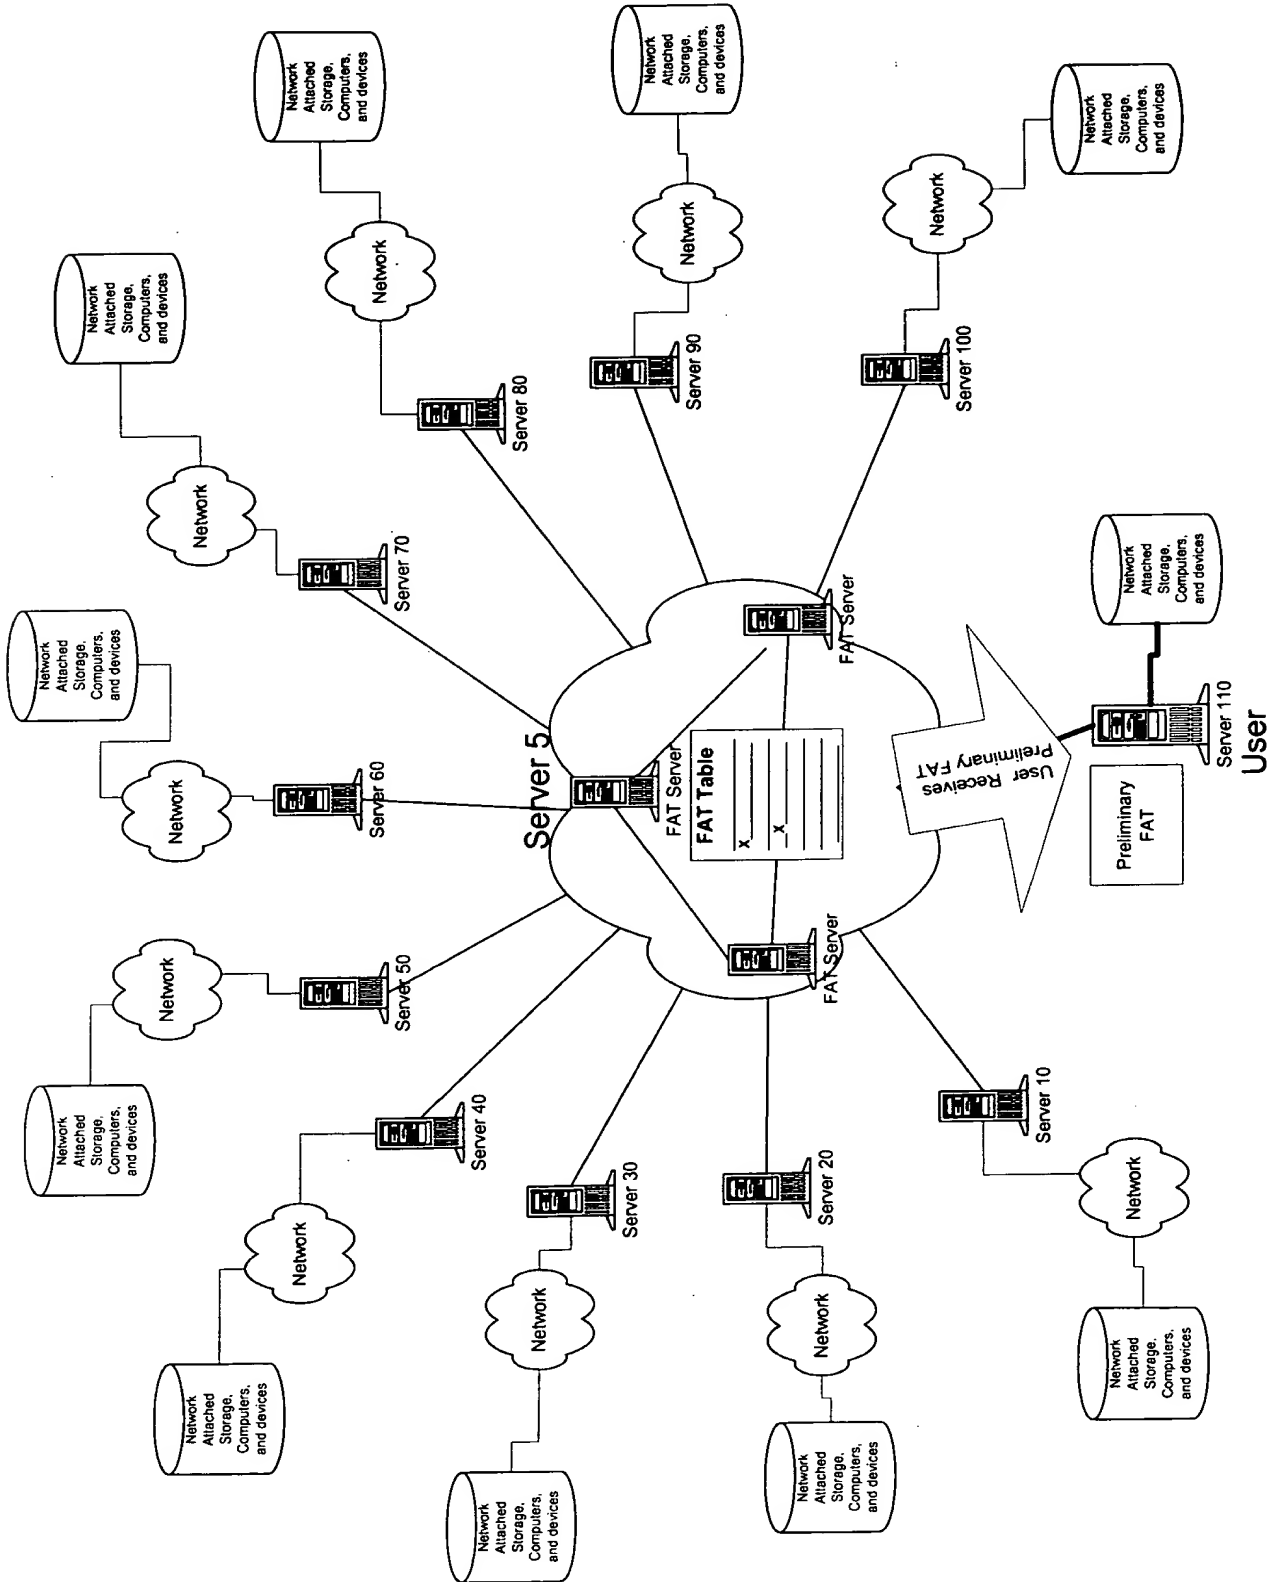 Network
Attached
Storage,
Computers,
and devices
Network
Server 50
Network
Attached
Storage,
Computers,
and devices
Network
Server 60
Network
Attached
Storage,
Computers,
and devices
Network
Server 70
Network
Attached
Storage,
Computers,
and devices
Network
Server 80
Network
Attached
Storage,
Computers,
and devices
Network
Server 40
Network
Attached
Storage,
Computers,
and devices
Network
Server 30
Server 5
FAT Server
Network
Attached
Storage,
Computers,
and devices
Network
Server 90
FAT Table
X
X
FAT Server
FAT Server
Network
Attached
Storage,
Computers,
and devices
Network
Server 20
Network
Attached
Storage,
Computers,
and devices
Network
Server 100
User Receives
Preliminary FAT
Network
Attached
Storage.
Computers,
and devices
Network
Server 10
Preliminary
FAT
Server 110
User
Network
Attached
Storage,
Computers,
and devices